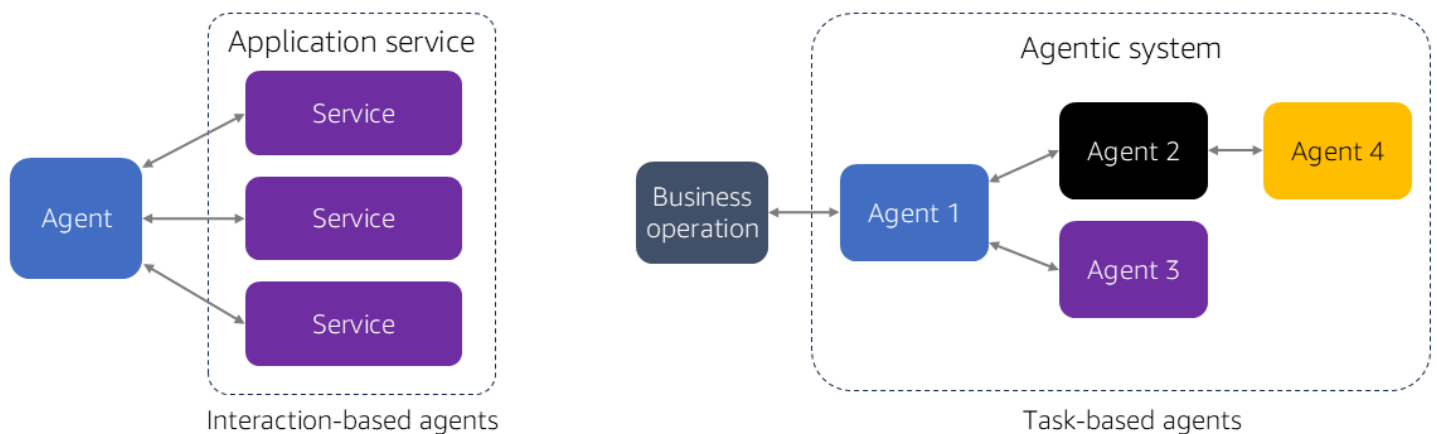 Application service
Service
Agent
Service
Service
Interaction-based agents
Agentic system
Business
operation
Agent 1
Agent 2
Agent 4
Agent 3
Task-based agents